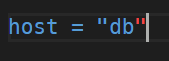 host = "db"